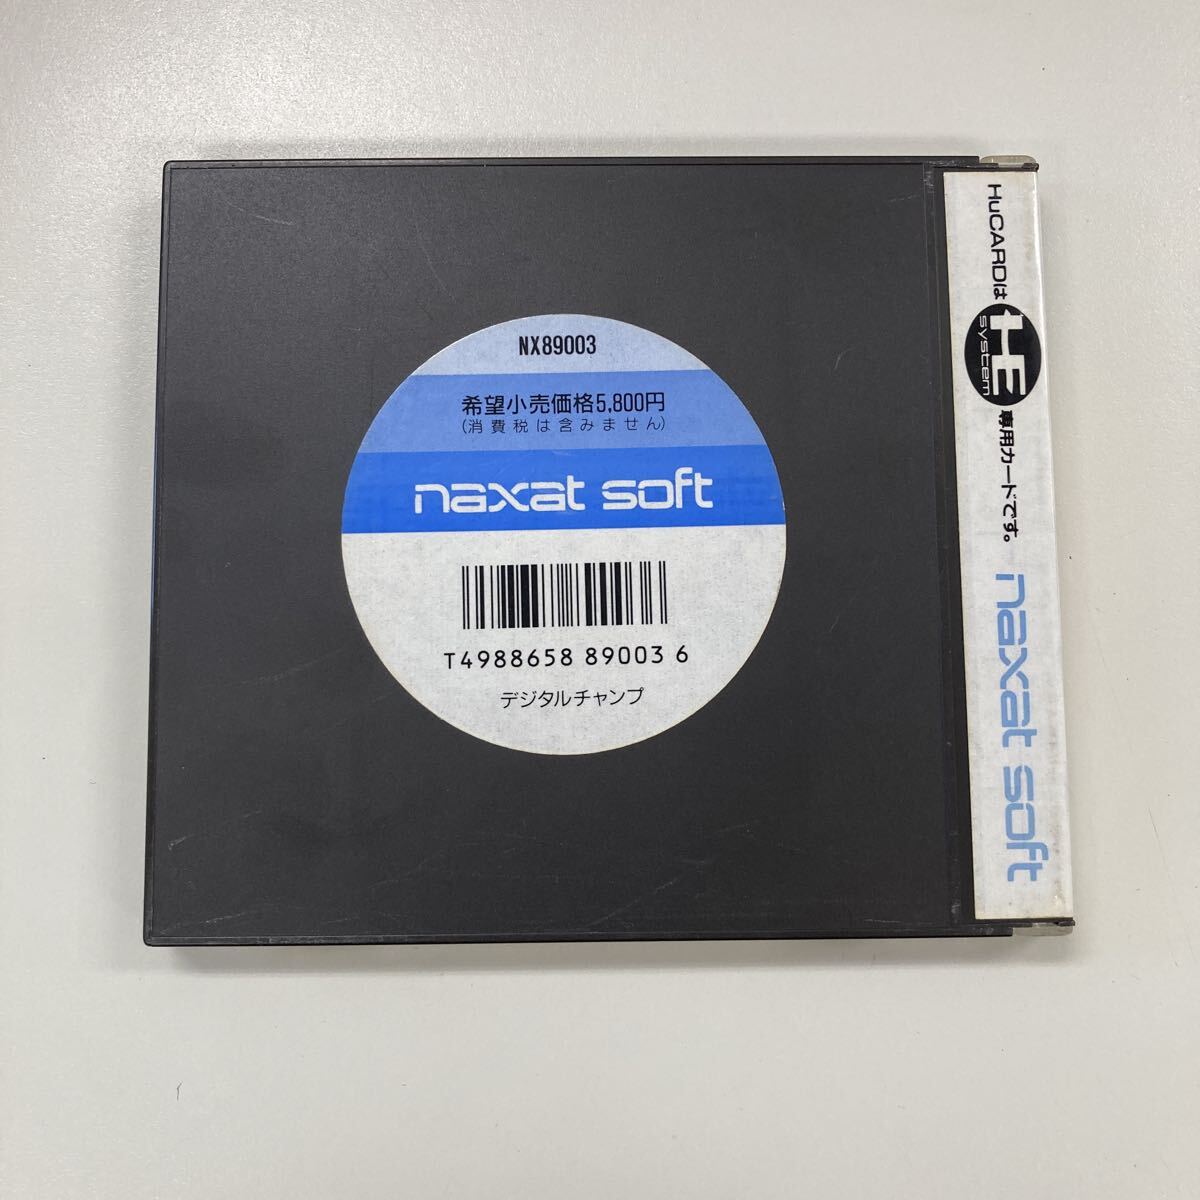 NX89003
希望小売価格5,800円
(消費税は含みません)
naxat soft
T4988658 89003 6
デジタルチャンプ
HuCARDは HE system 専用カードです。 naxat soft